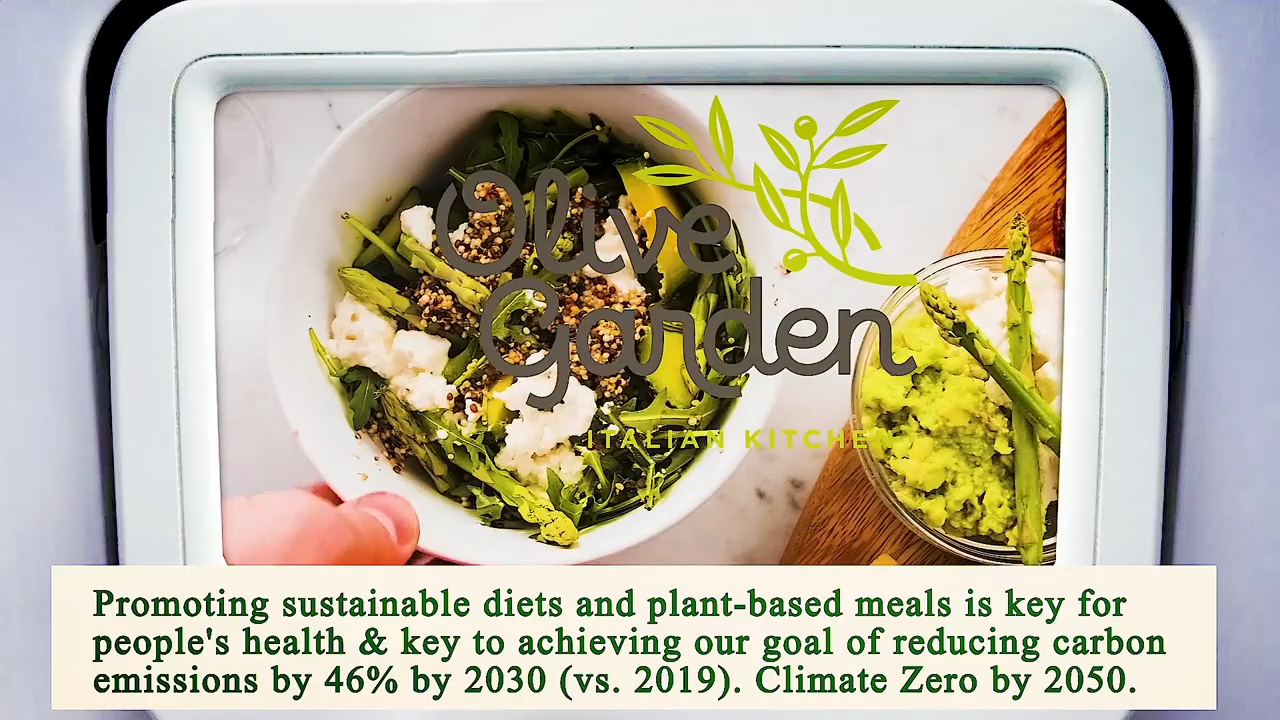 Olive
Garden
ITALIAN KITCHEN
Promoting sustainable diets and plant-based meals is key for
people's health & key to achieving our goal of reducing carbon
emissions by 46% by 2030 (vs. 2019). Climate Zero by 2050.